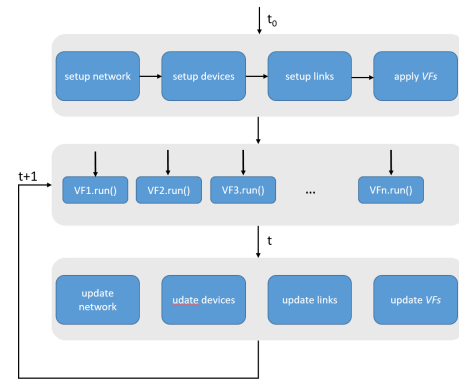 t0
setup network
setup devices
setup links
apply VFs
t+1
VF1.run()
VF2.run()
VF3.run()
...
VFn.run()
t
update
network
udate devices
update links
update VFs